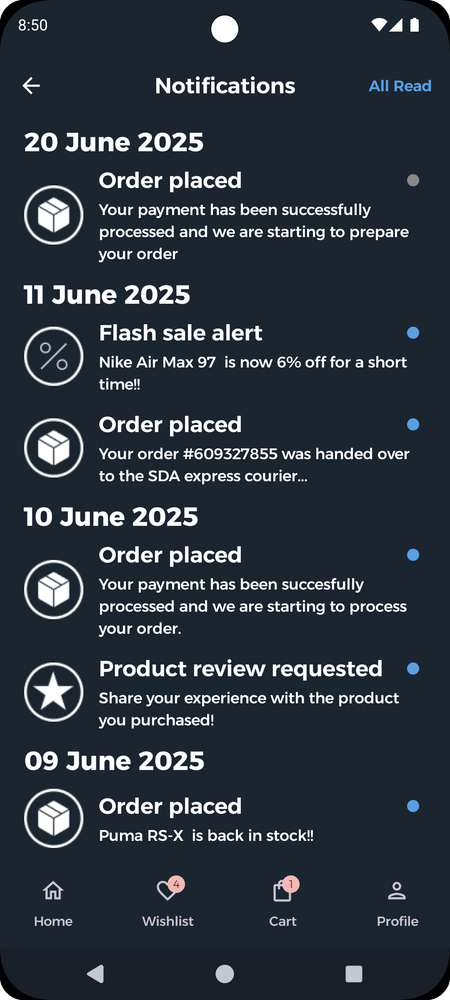 8:50
Notifications
All Read
20 June 2025
Order placed
Your payment has been successfully
processed and we are starting to prepare
your order
11 June 2025
Flash sale alert
Nike Air Max 97  is now 6% off for a short
time!!
Order placed
Your order #609327855 was handed over
to the SDA express courier...
10 June 2025
Order placed
Your payment has been succesfully
processed and we are starting to process
your order.
Product review requested
Share your experience with the product
you purchased!
09 June 2025
Order placed
Puma RS-X  is back in stock!!
4
1
Home
Wishlist
Cart
Profile